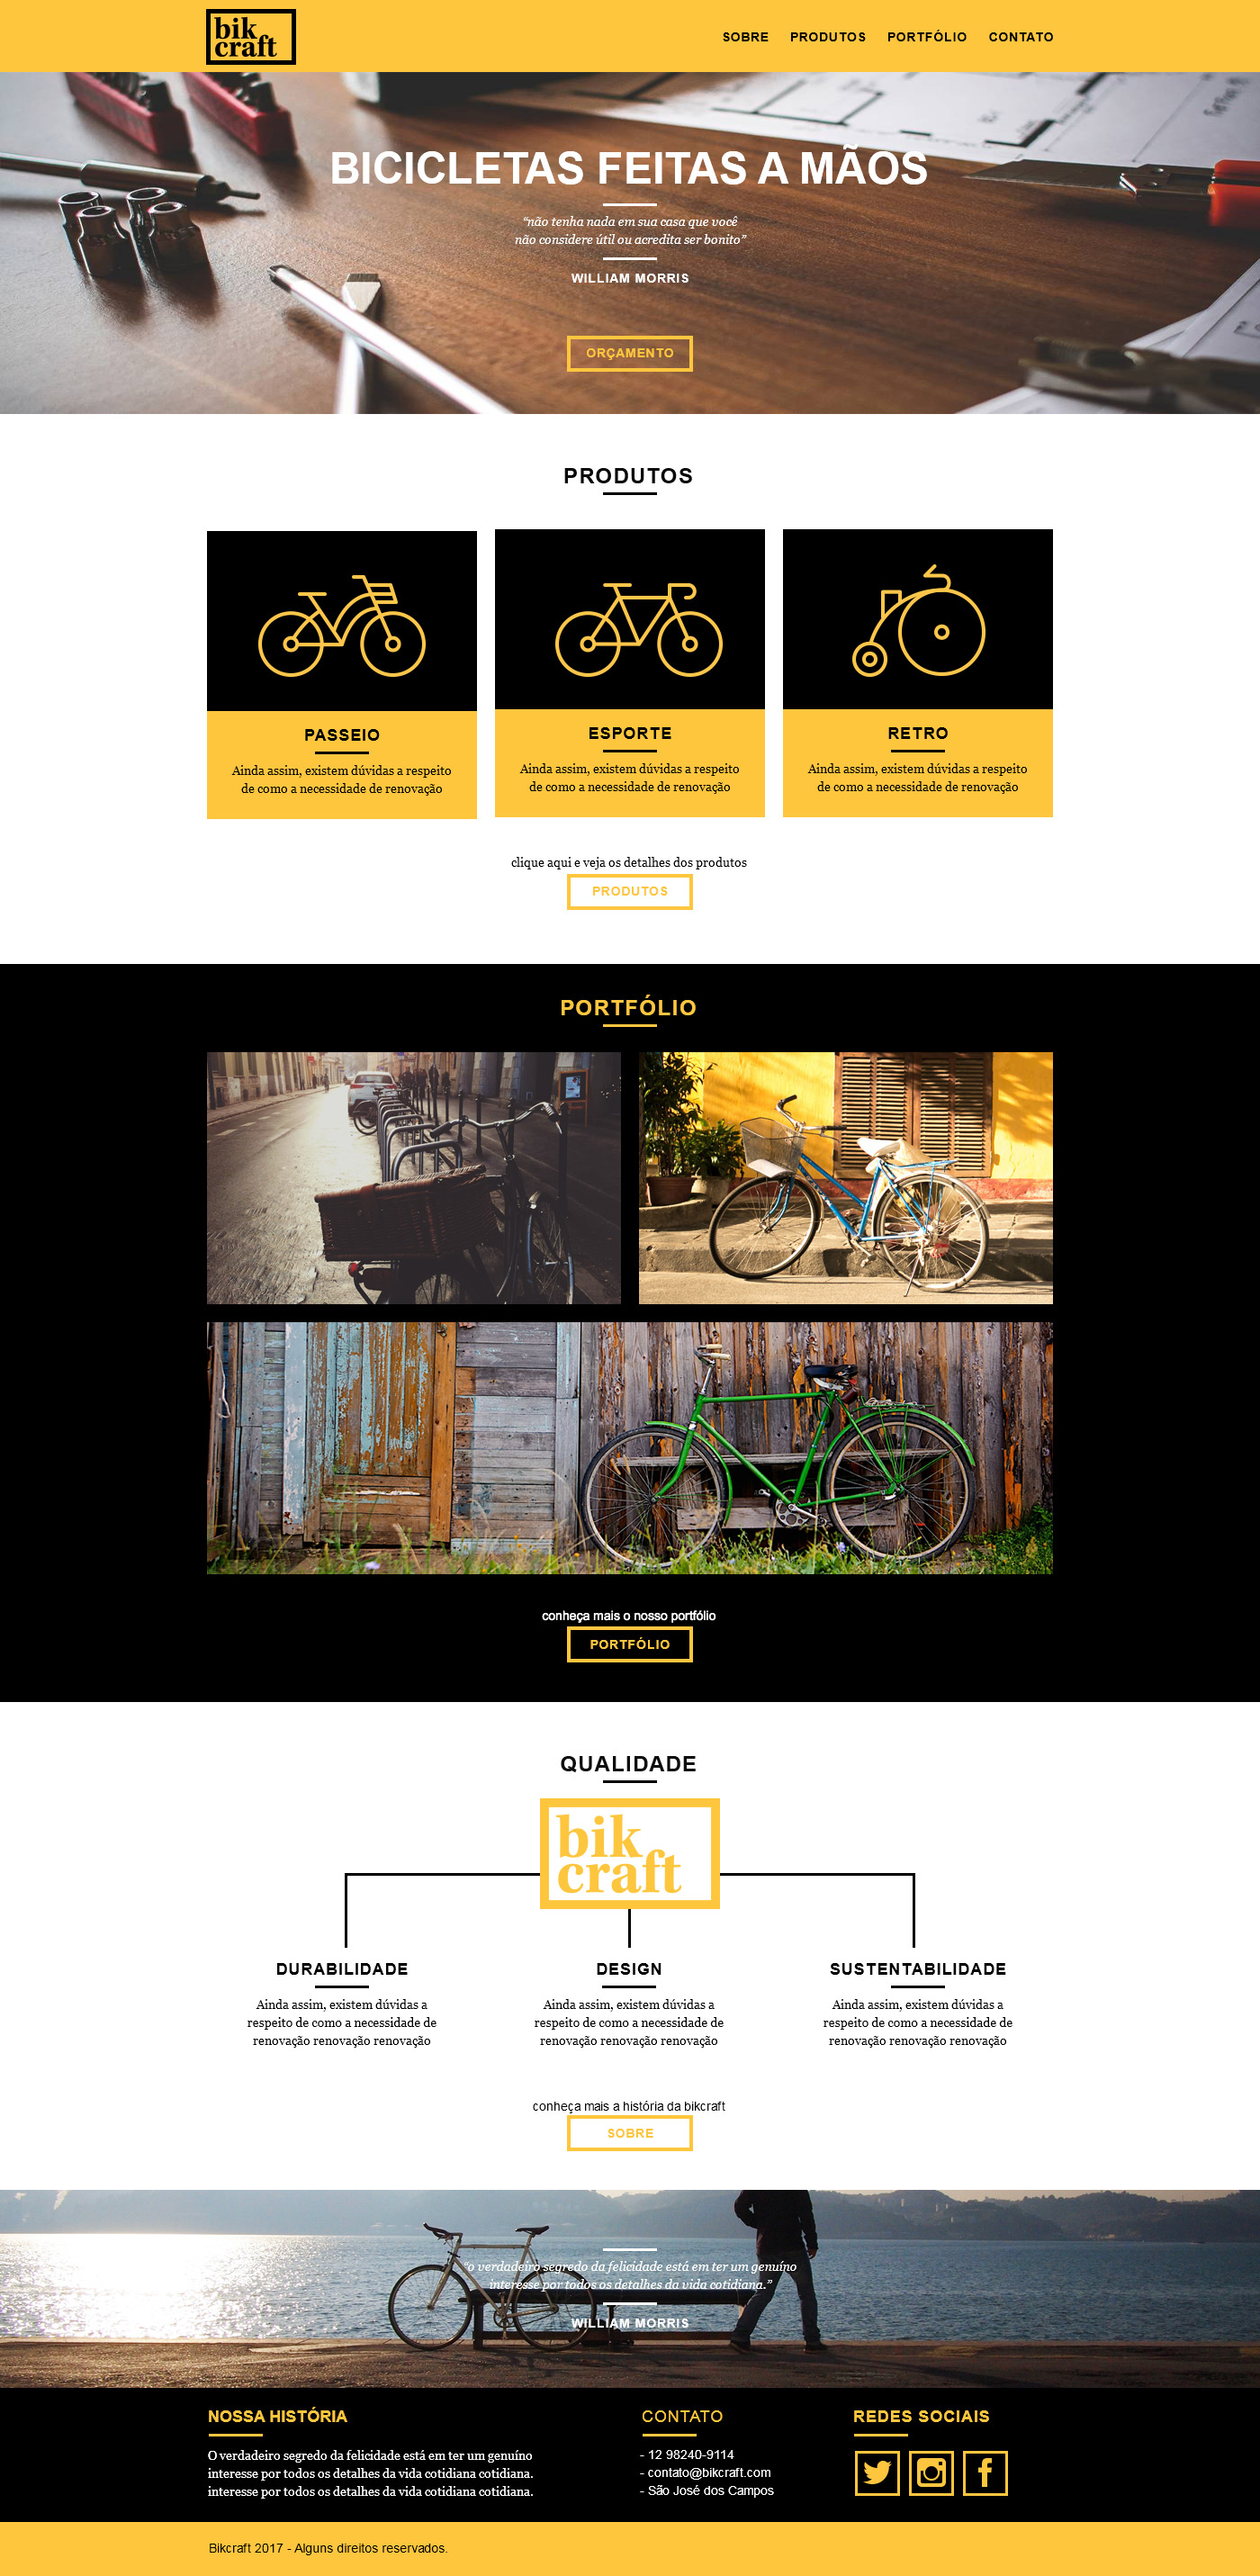 bik
craft
SOBRE PRODUTOS PORTFÓLIO CONTATO
BICICLETAS FEITAS A MÃOS
“não tenha nada em sua casa que você
não considere útil ou acredita ser bonito”
WILLIAM MORRIS
ORÇAMENTO
PRODUTOS
PASSEIO
Ainda assim, existem dúvidas a respeito
de como a necessidade de renovação
ESPORTE
Ainda assim, existem dúvidas a respeito
de como a necessidade de renovação
RETRO
Ainda assim, existem dúvidas a respeito
de como a necessidade de renovação
clique aqui e veja os detalhes dos produtos
PRODUTOS
PORTFÓLIO
conheça mais o nosso portfólio
PORTFÓLIO
QUALIDADE
bik
craft
DURABILIDADE
Ainda assim, existem dúvidas a
respeito de como a necessidade de
renovação renovação renovação
DESIGN
Ainda assim, existem dúvidas a
respeito de como a necessidade de
renovação renovação renovação
SUSTENTABILIDADE
Ainda assim, existem dúvidas a
respeito de como a necessidade de
renovação renovação renovação
conheça mais a história da bikcraft
SOBRE
“o verdadeiro segredo da felicidade está em ter um genuíno
interesse por todos os detalhes da vida cotidiana.”
WILLIAM MORRIS
NOSSA HISTÓRIA
O verdadeiro segredo da felicidade está em ter um genuíno
interesse por todos os detalhes da vida cotidiana cotidiana.
interesse por todos os detalhes da vida cotidiana cotidiana.
CONTATO
- 12 98240-9114
- contato@bikcraft.com
- São José dos Campos
REDES SOCIAIS
Bikcraft 2017 - Alguns direitos reservados.